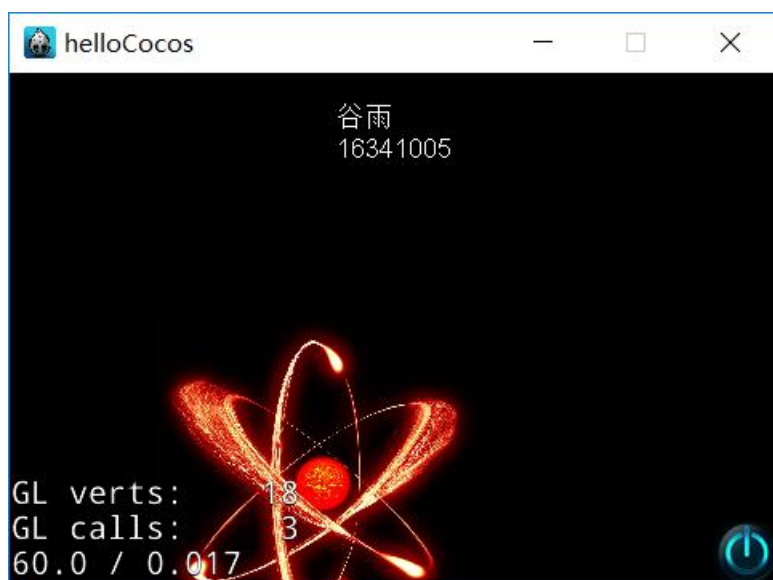 helloCocos
谷雨
16341005
GL verts: 18
GL calls: 3
60.0 / 0.017